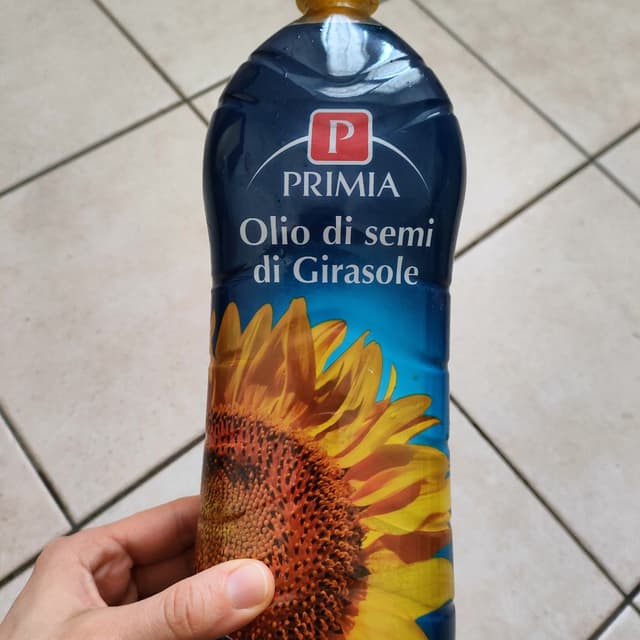 P
PRIMIA
Olio di semi
di Girasole